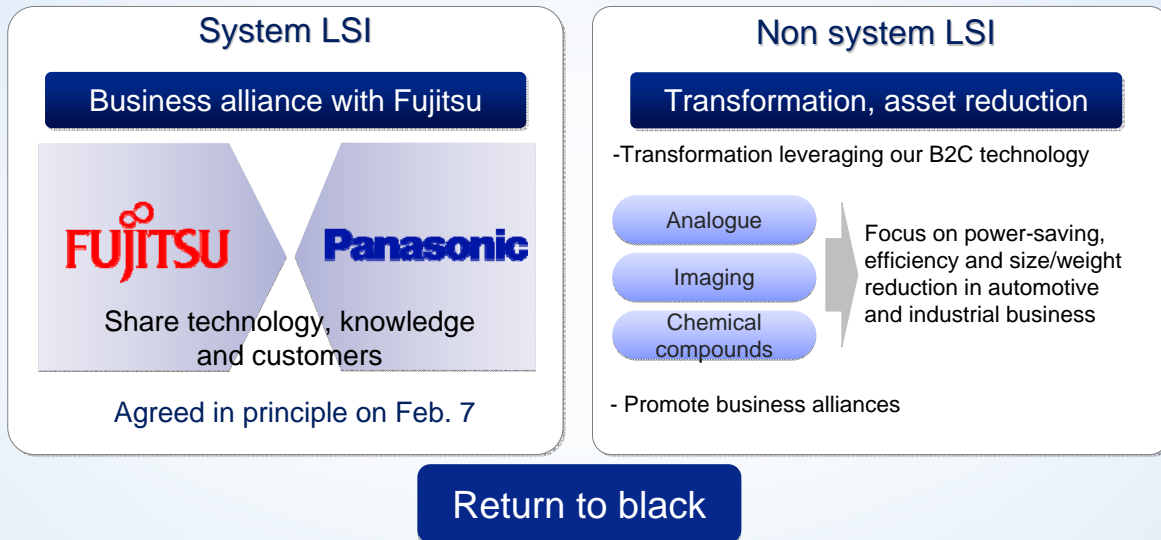 System LSI
Business alliance with Fujitsu
FUJITSU
Panasonic
Share technology, knowledge
and customers
Agreed in principle on Feb. 7
Non system LSI
Transformation, asset reduction
-Transformation leveraging our B2C technology
Analogue
Imaging
Chemical
compounds
Focus on power-saving,
efficiency and size/weight
reduction in automotive
and industrial business
- Promote business alliances
Return to black